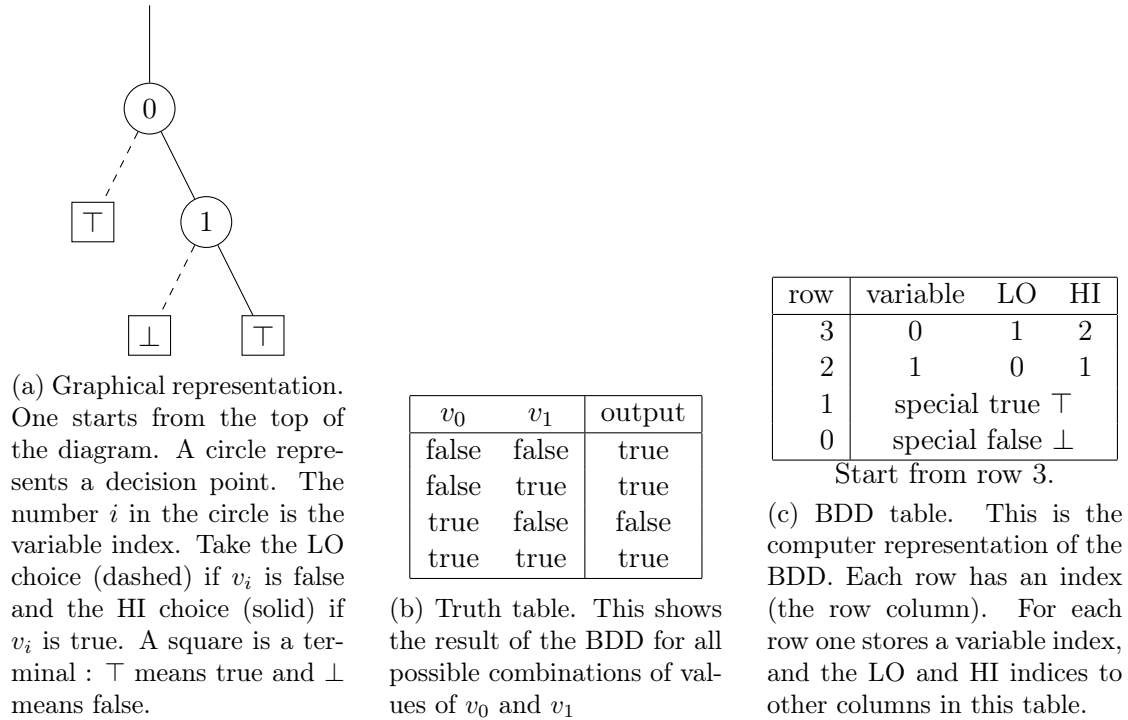 0
⊤
1
⊥
⊤
(a) Graphical representation.
One starts from the top of
the diagram. A circle repre-
sents a decision point. The
number i in the circle is the
variable index. Take the LO
choice (dashed) if v_i is false
and the HI choice (solid) if
v_i is true. A square is a ter-
minal : ⊤ means true and ⊥
means false.
v_0 v_1 output
false false true
false true true
true false false
true true true
(b) Truth table. This shows
the result of the BDD for all
possible combinations of val-
ues of v_0 and v_1
row variable LO HI
3 0 1 2
2 1 0 1
1 special true ⊤
0 special false ⊥
Start from row 3.
(c) BDD table. This is the
computer representation of the
BDD. Each row has an index
(the row column). For each
row one stores a variable index,
and the LO and HI indices to
other columns in this table.